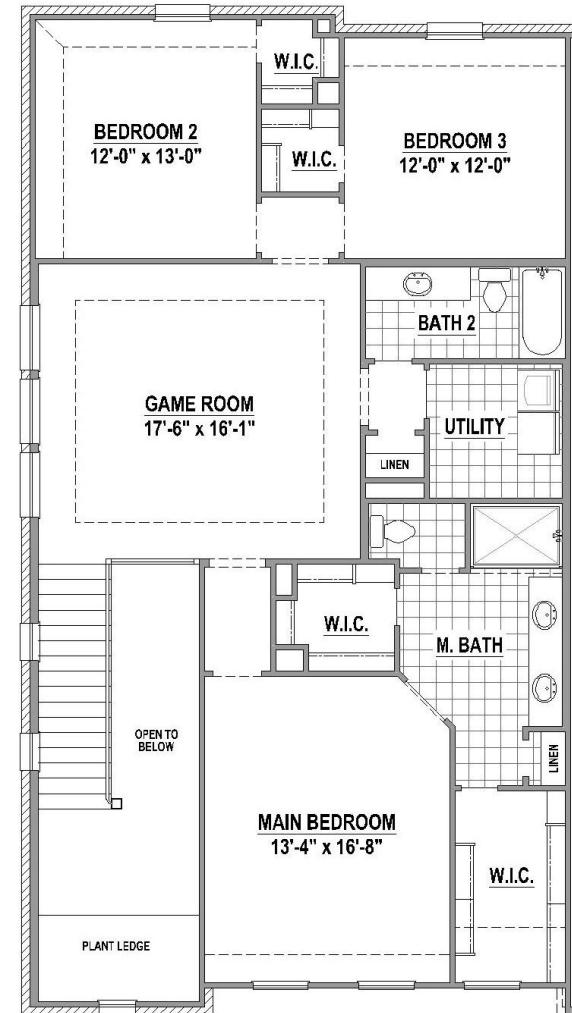 W.I.C.
BEDROOM 2
12'-0" x 13'-0"
BEDROOM 3
12'-0" x 12'-0"
W.I.C.
BATH 2
GAME ROOM
17'-6" x 16'-1"
UTILITY
LINEN
W.I.C.
M. BATH
OPEN TO
BELOW
LINEN
MAIN BEDROOM
13'-4" x 16'-8"
W.I.C.
PLANT LEDGE